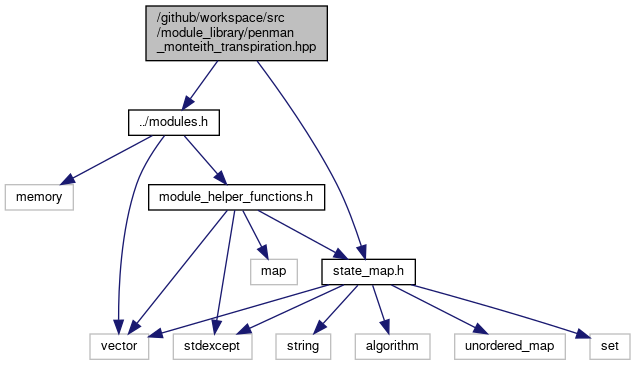 /github/workspace/src
/module_library/penman
_monteith_transpiration.hpp
../modules.h
memory
module_helper_functions.h
map
state_map.h
vector
stdexcept
string
algorithm
unordered_map
set